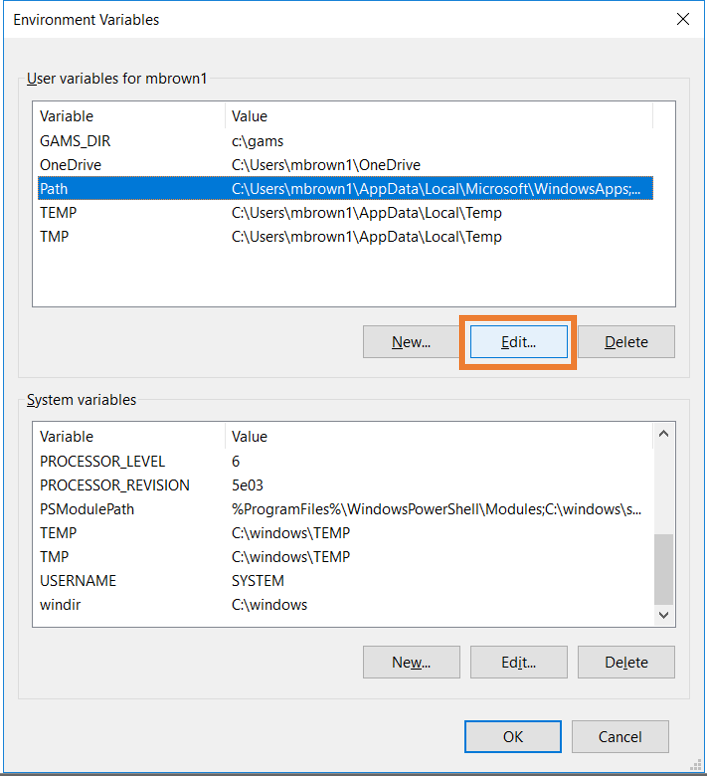 Environment Variables
User variables for mbrown1
Variable Value
GAMS_DIR c:\gams
OneDrive C:\Users\mbrown1\OneDrive
Path C:\Users\mbrown1\AppData\Local\Microsoft\WindowsApps;...
TEMP C:\Users\mbrown1\AppData\Local\Temp
TMP C:\Users\mbrown1\AppData\Local\Temp
New... Edit... Delete
System variables
Variable Value
PROCESSOR_LEVEL 6
PROCESSOR_REVISION 5e03
PSModulePath %ProgramFiles%\WindowsPowerShell\Modules;C:\windows\s...
TEMP C:\windows\TEMP
TMP C:\windows\TEMP
USERNAME SYSTEM
windir C:\windows
New... Edit... Delete
OK Cancel